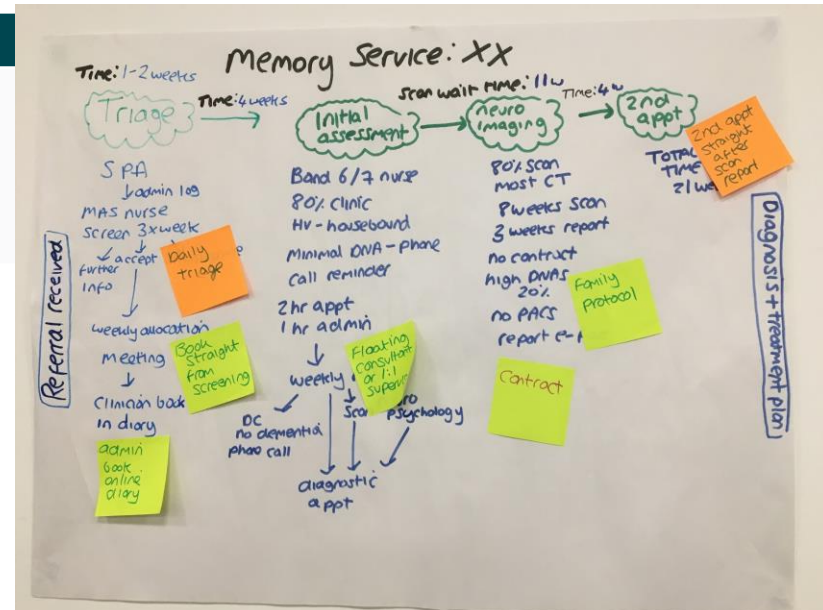 Memory Service: XX
Time: 1-2 weeks
Triage
Time: 4 weeks
Initial
assessment
Scan wait time: 11w
neuro
imaging
Time: 4w
2nd
appt
Referral received
SPA
admin log
MAS nurse
screen 3xweek
further
info
accept
Daily
triage
weekly allocation
meeting
Book
straight
from
screening
Clinician book
in diary
admin
book
online
diary
Band 6/7 nurse
80% clinic
HV - housebound
minimal DNA - phone
call reminder
2hr appt
1hr admin
weekly
Floating
consultant
or 1:1
DC
no dementia
phone call
psychology
diagnostic
appt
80% scan
most CT
8 weeks scan
3 weeks report
no contract
high DNAs
20%
no PACS
report
Family
protocol
Contract
TOTAL
TIME
21
2nd appt
straight
after
scan
report
Diagnosis + treatment plan